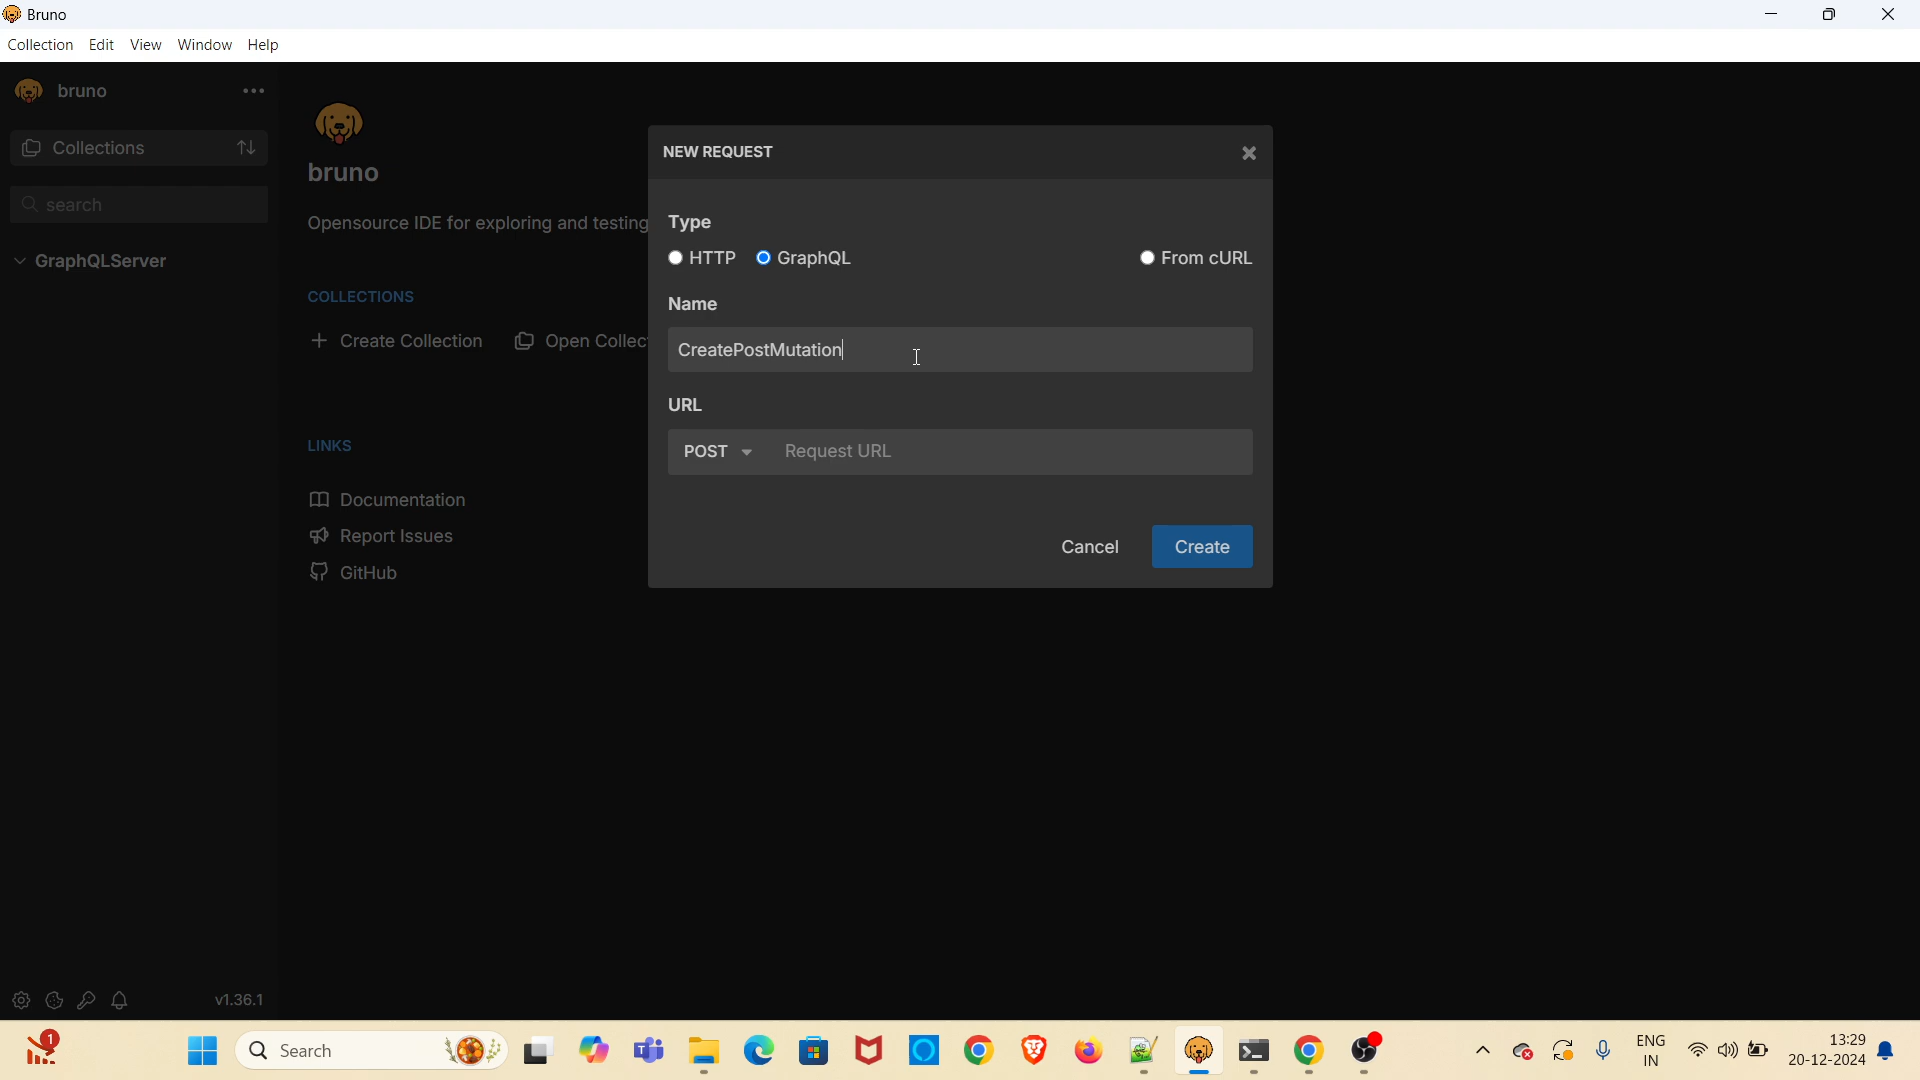 Bruno
Collection Edit View Window Help
bruno
Collections
search
GraphQLServer
v1.36.1
bruno
Opensource IDE for exploring and testing
COLLECTIONS
Create Collection Open Collec
LINKS
Documentation
Report Issues
GitHub
NEW REQUEST
Type
HTTP GraphQL From cURL
Name
CreatePostMutation
URL
POST Request URL
Cancel Create
1
Search
ENG
IN
13:29
20-12-2024